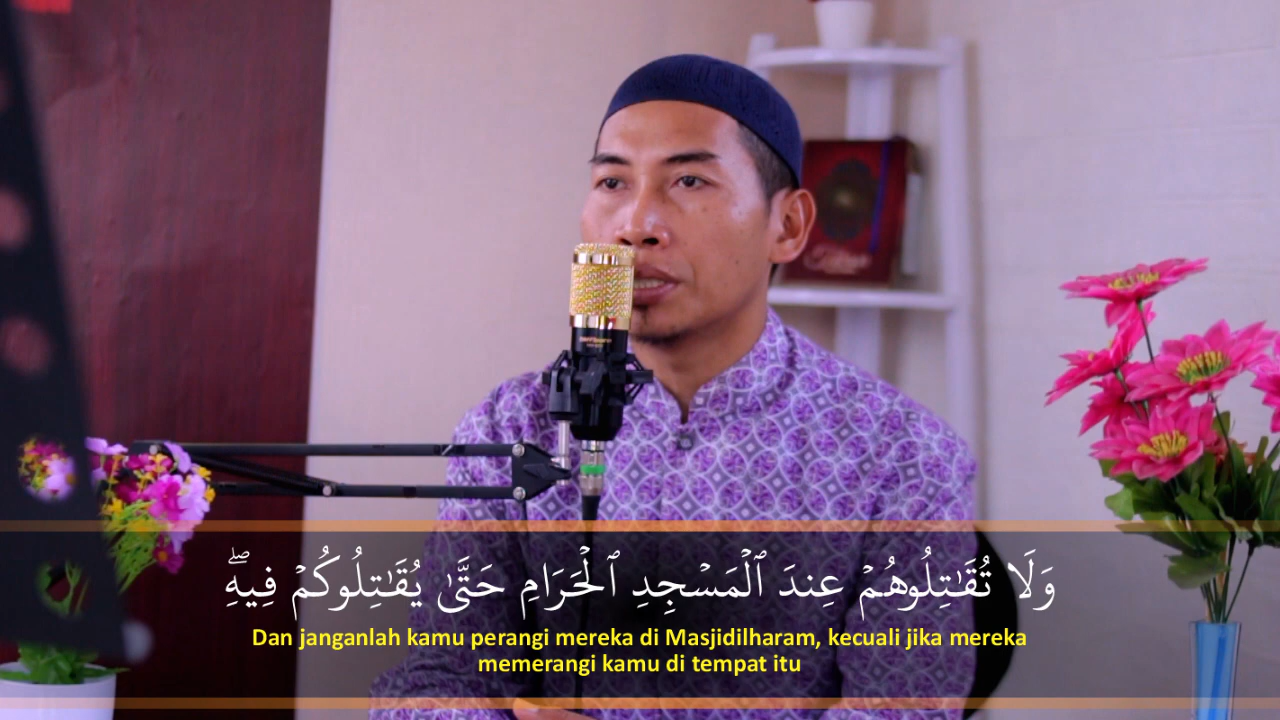 وَلَا تُقَٰتِلُوهُمۡ عِندَ ٱلۡمَسۡجِدِ ٱلۡحَرَامِ حَتَّىٰ يُقَٰتِلُوكُمۡ فِيهِۖ
Dan janganlah kamu perangi mereka di Masjidilharam, kecuali jika mereka
memerangi kamu di tempat itu